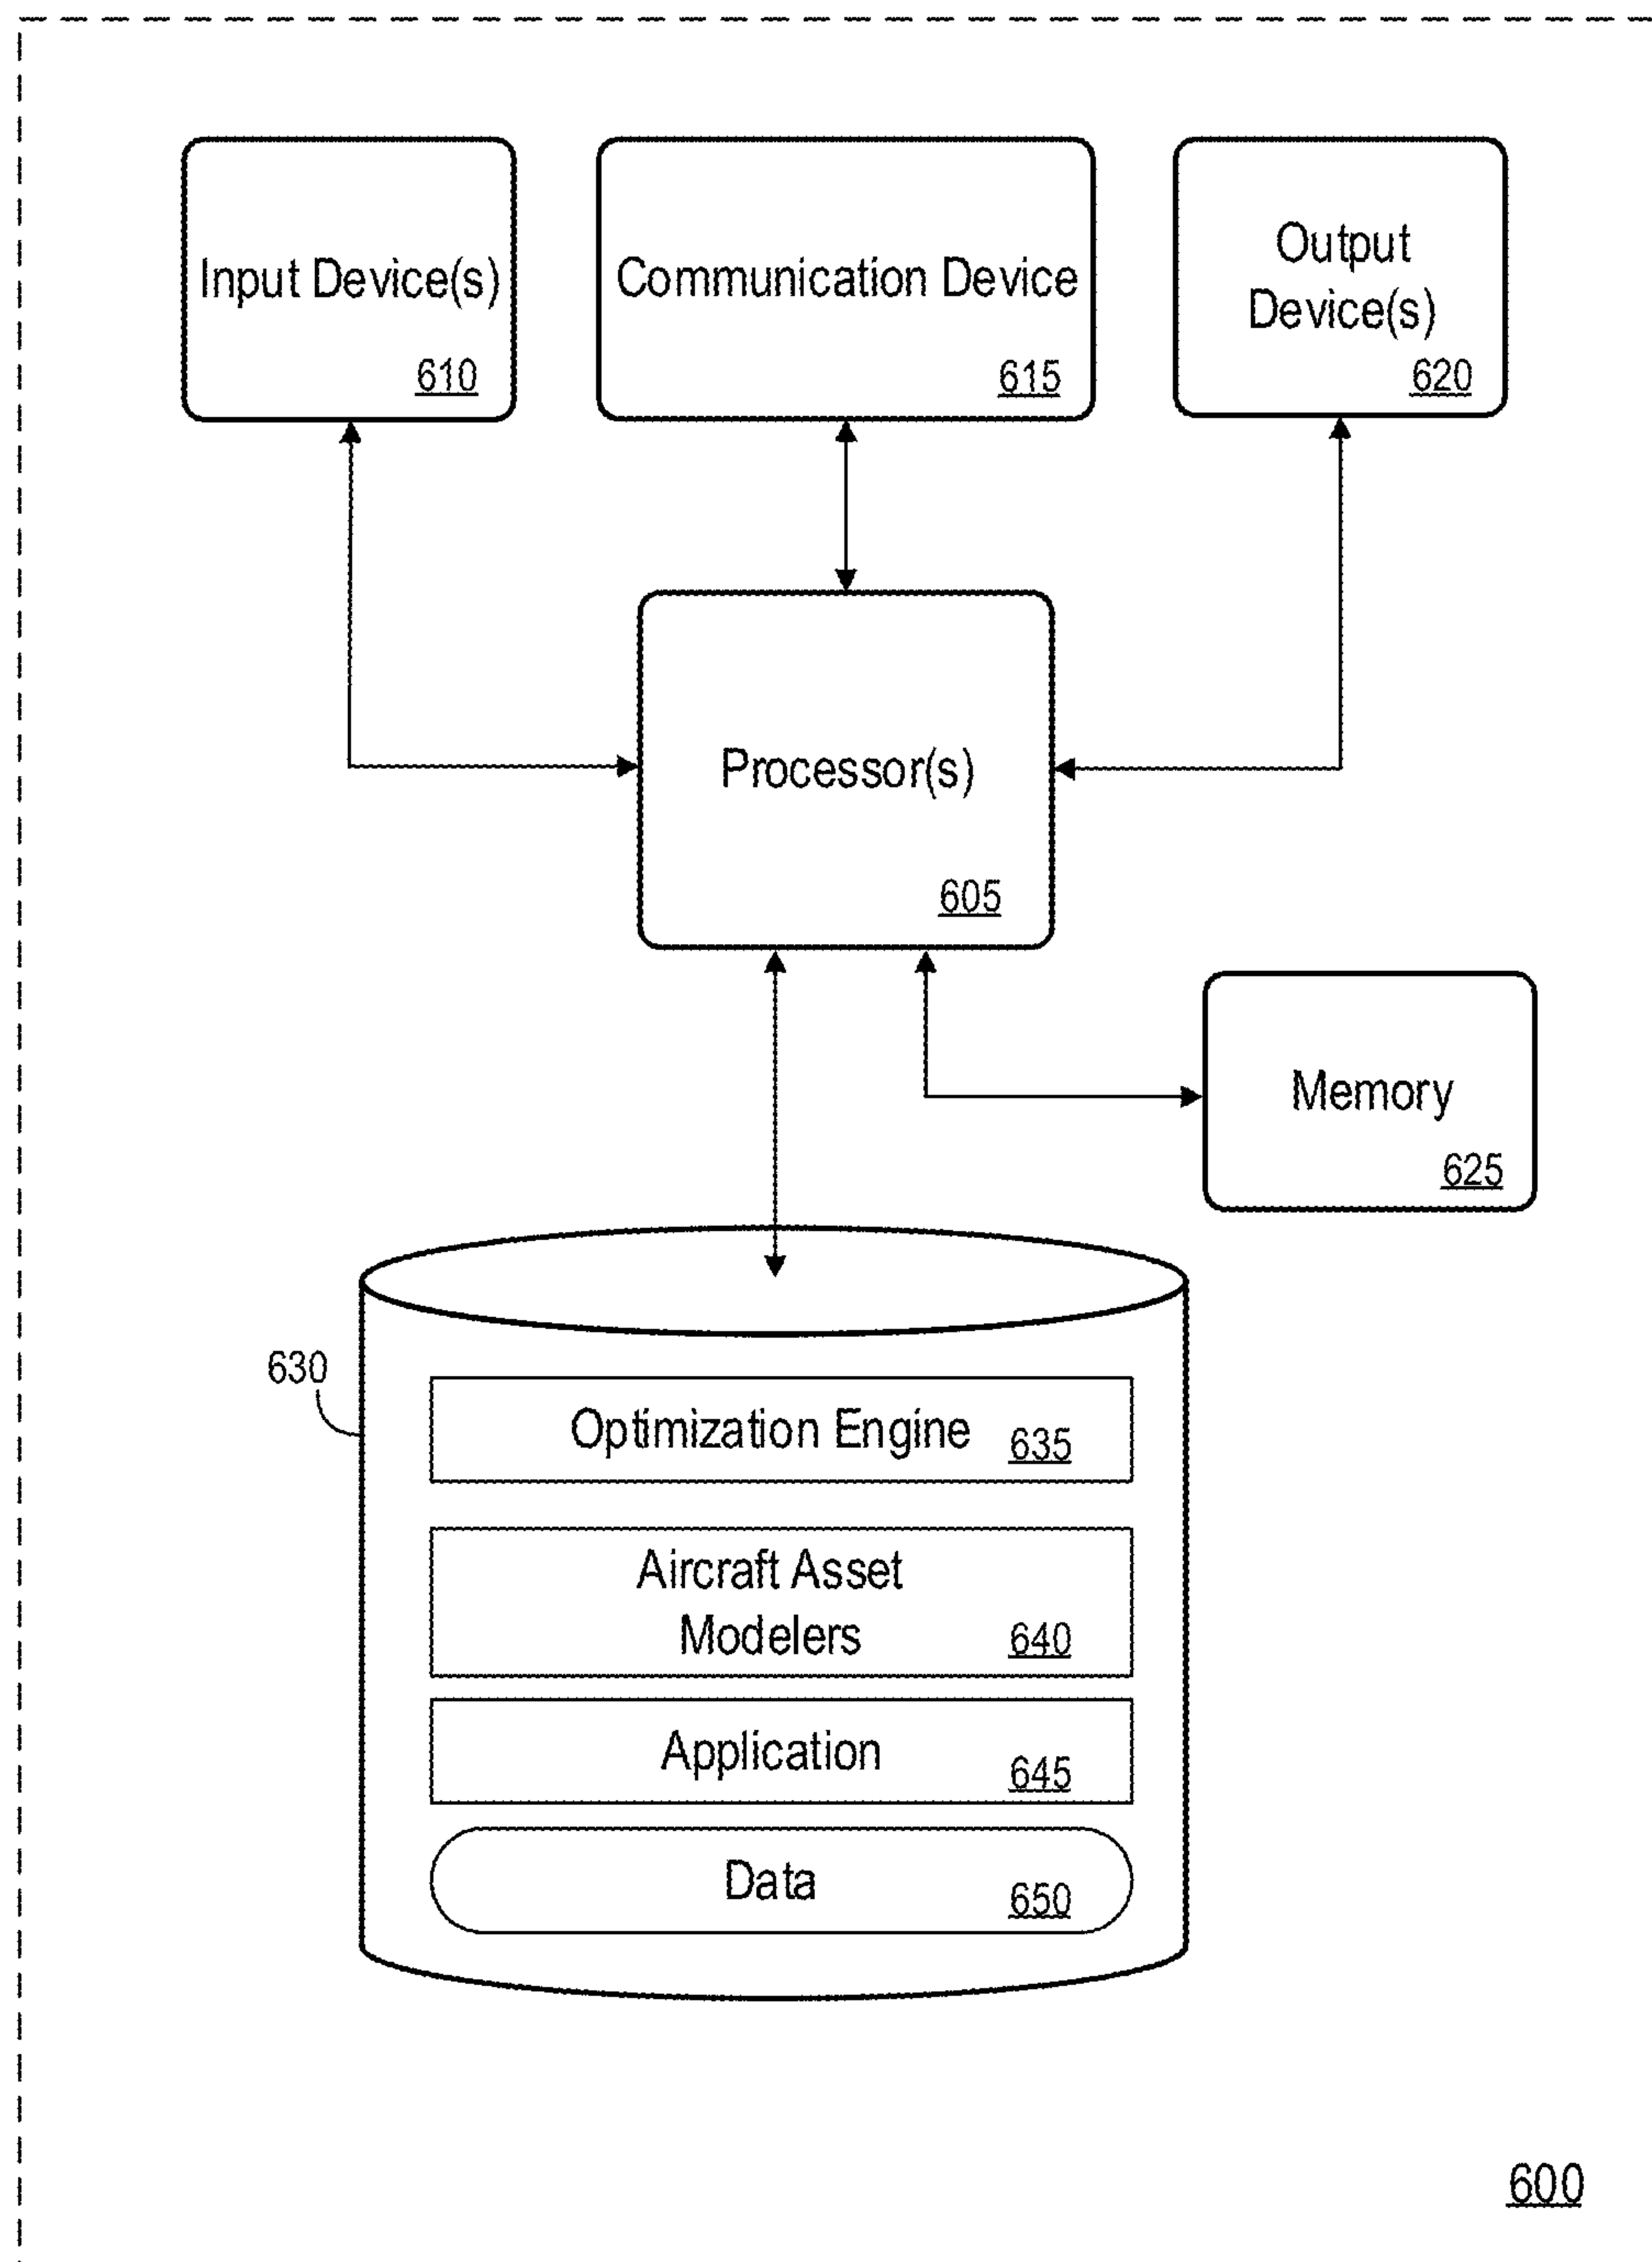 Input Device(s)
610
Communication Device
615
Output
Device(s)
620
Processor(s)
605
Memory
625
630
Optimization Engine 635
Aircraft Asset
Modelers 640
Application 645
Data 650
600